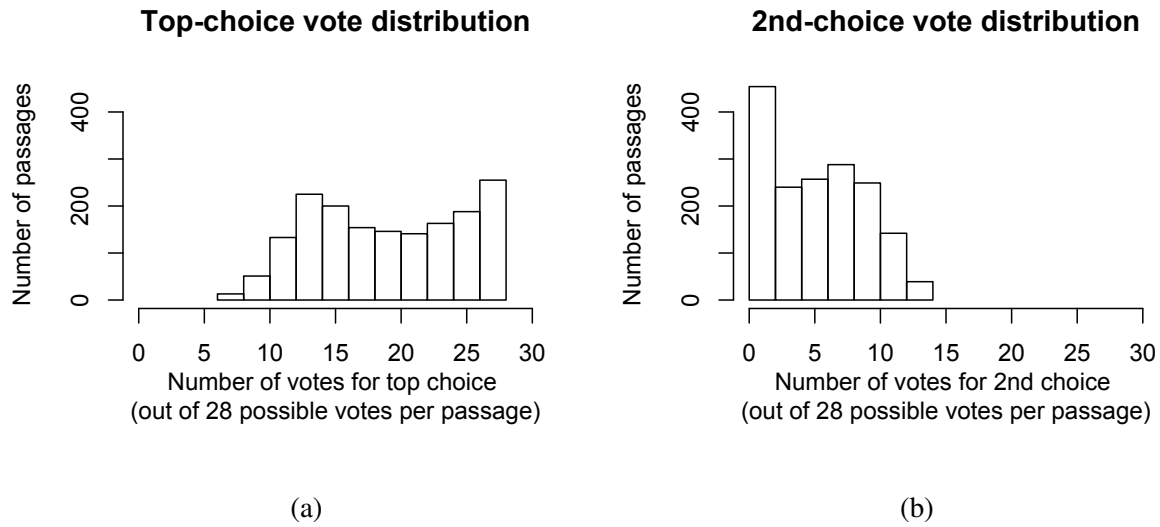 Top-choice vote distribution
Number of passages
0
200
400
0 5 10 15 20 25 30
Number of votes for top choice
(out of 28 possible votes per passage)
(a)
2nd-choice vote distribution
Number of passages
0
200
400
0 5 10 15 20 25 30
Number of votes for 2nd choice
(out of 28 possible votes per passage)
(b)